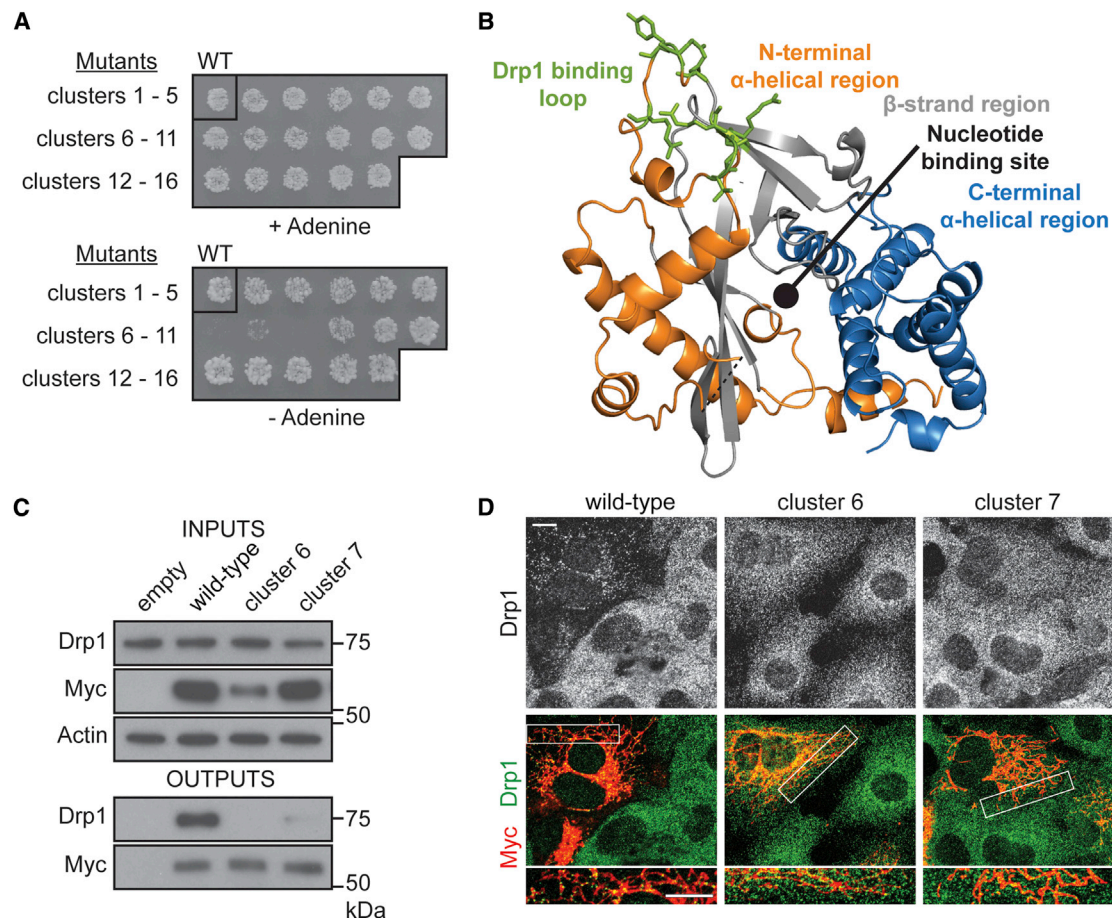 A
Mutants
WT
clusters 1 - 5
clusters 6 - 11
clusters 12 - 16
+ Adenine
Mutants
WT
clusters 1 - 5
clusters 6 - 11
clusters 12 - 16
- Adenine
B
Drp1 binding
loop
N-terminal
α-helical region
β-strand region
Nucleotide
binding site
C-terminal
α-helical region
C
INPUTS
empty
wild-type
cluster 6
cluster 7
Drp1
75
Myc
50
Actin
OUTPUTS
Drp1
75
Myc
50
kDa
D
wild-type
cluster 6
cluster 7
Drp1
Myc Drp1